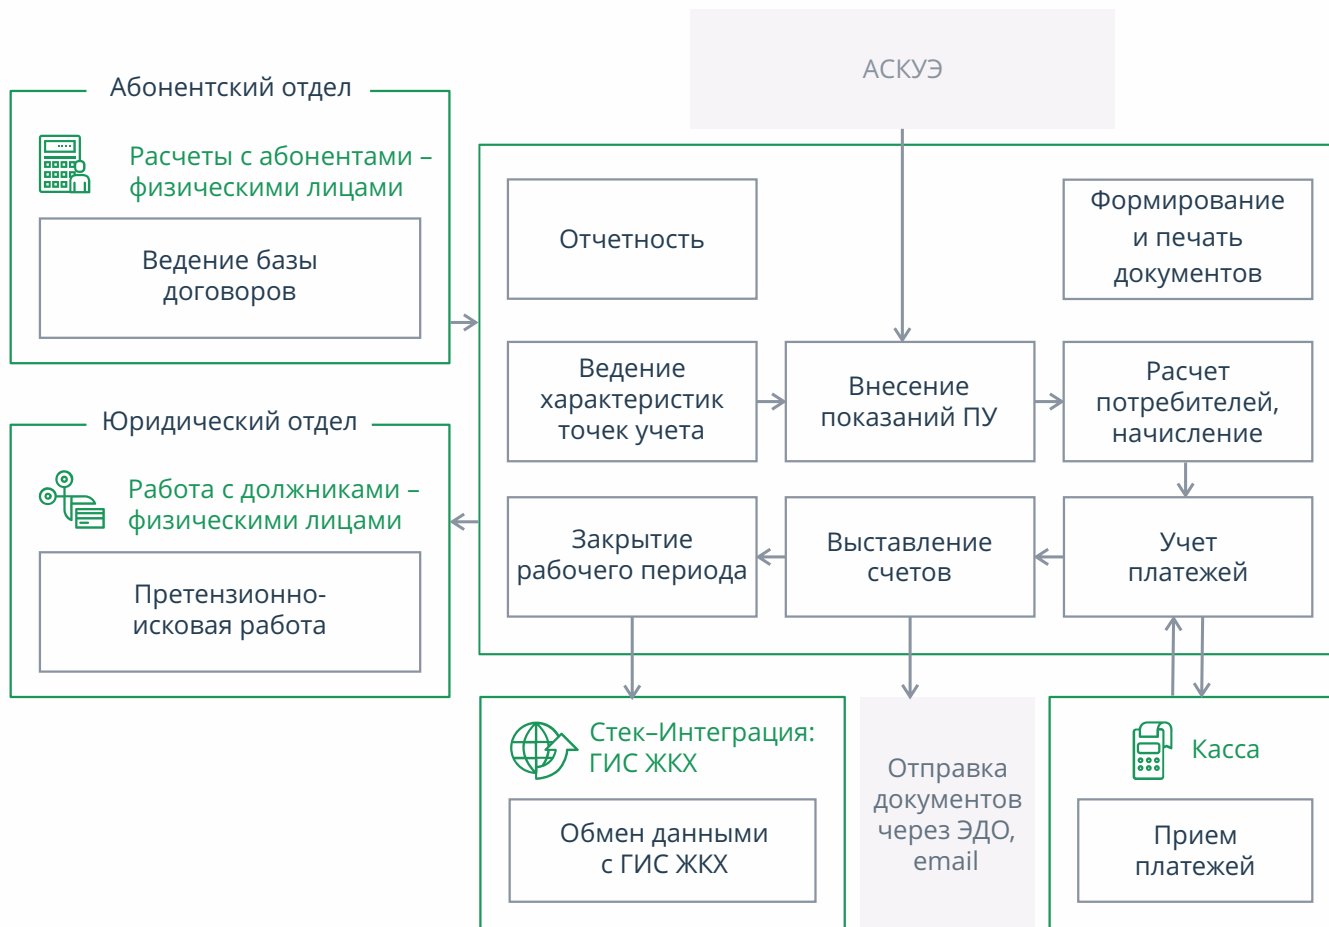 АСКУЭ
Абонентский отдел
Расчеты с абонентами –
физическими лицами
Ведение базы
договоров
Юридический отдел
Работа с должниками –
физическими лицами
Претензионно-
исковая работа
Отчетность
Формирование
и печать
документов
Ведение
характеристик
точек учета
Внесение
показаний ПУ
Расчет
потребителей,
начисление
Закрытие
рабочего периода
Выставление
счетов
Учет
платежей
Стек–Интеграция:
ГИС ЖКХ
Обмен данными
с ГИС ЖКХ
Отправка
документов
через ЭДО,
email
Касса
Прием
платежей